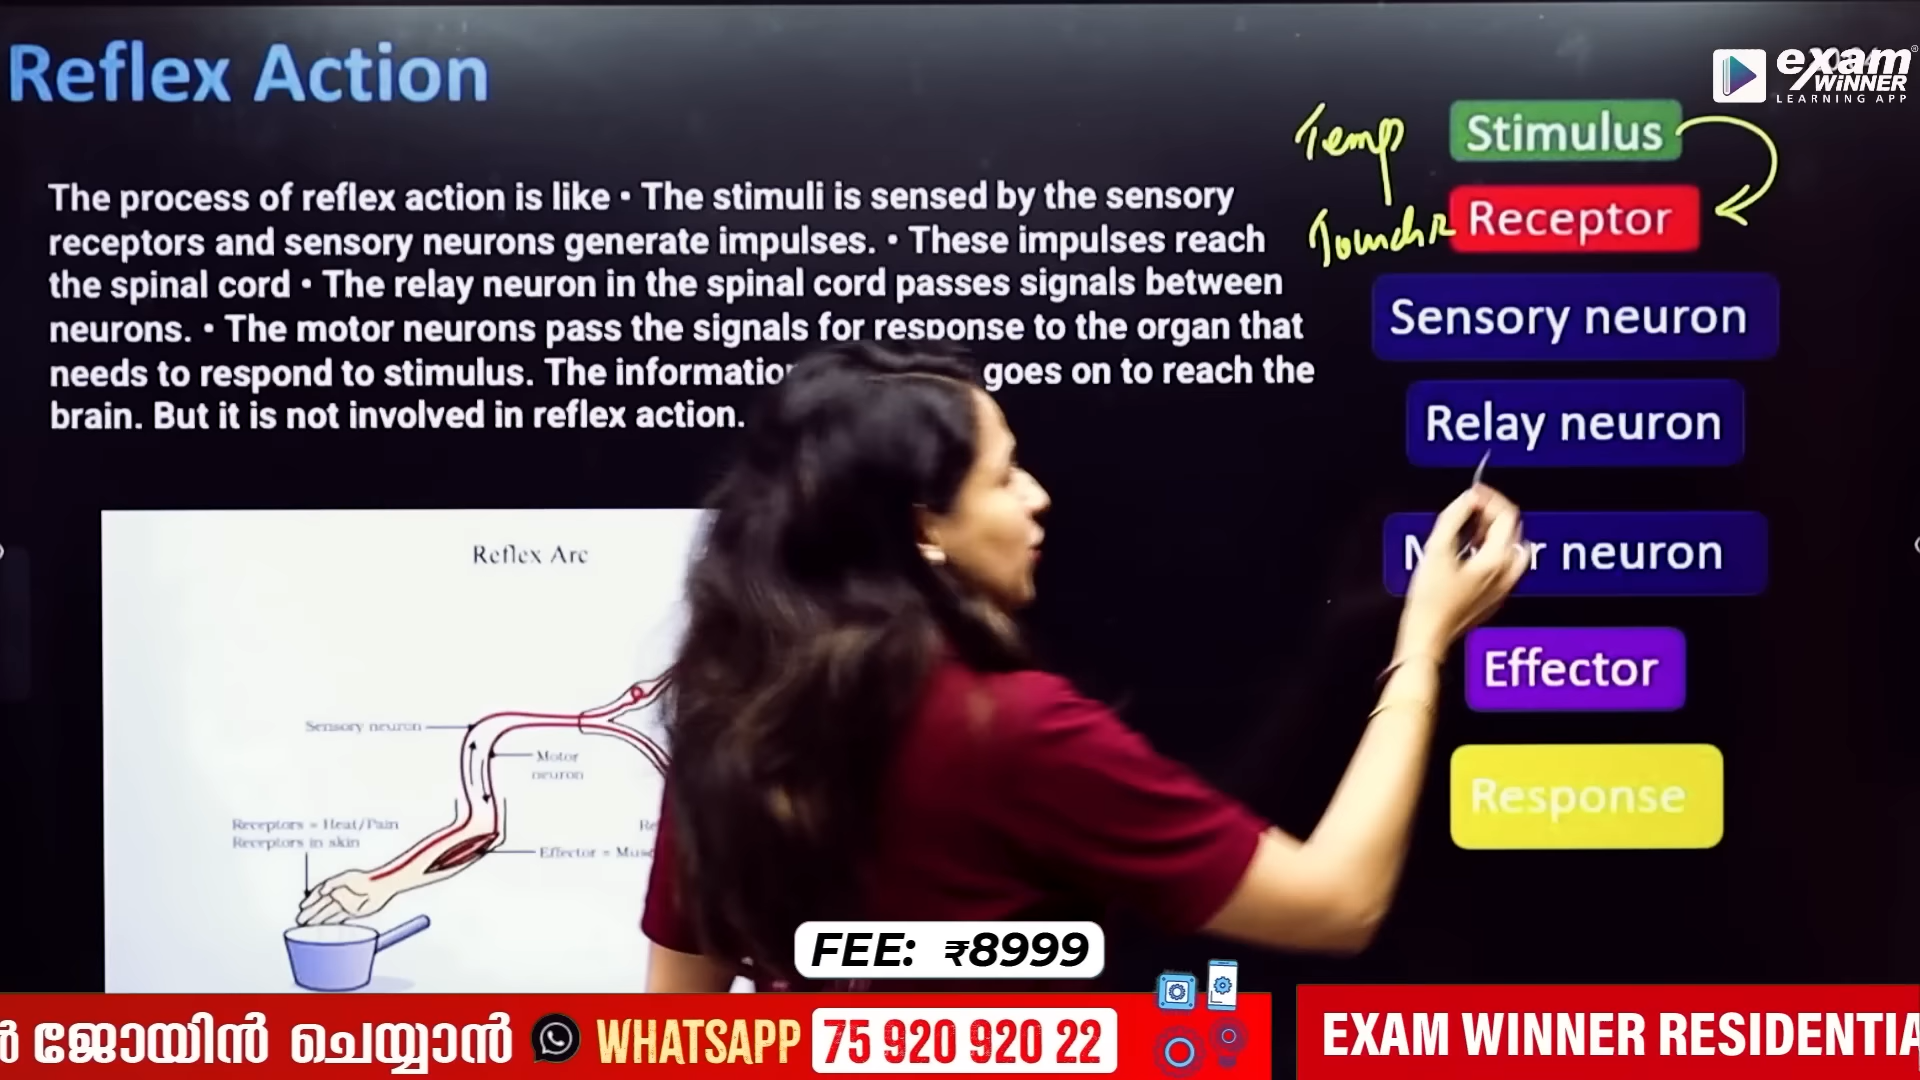 Reflex Action
exam
WiNNER
LEARNING APP
Temp
Stimulus
Receptor
The process of reflex action is like • The stimuli is sensed by the sensory
receptors and sensory neurons generate impulses. • These impulses reach
the spinal cord • The relay neuron in the spinal cord passes signals between
neurons. • The motor neurons pass the signals for response to the organ that
needs to respond to stimulus. The goes on to reach the
brain. But it is not involved in reflex action.
Sensory neuron
Relay neuron
neuron
Effector
Response
Reflex Arc
Sensory neuron
Motor
neuron
Receptors = Heat/Pain
Receptors in skin
Effector =
FEE: ₹8999
ജോയിൻ ചെയ്യാൻ WHATSAPP 75 920 920 22
EXAM WINNER